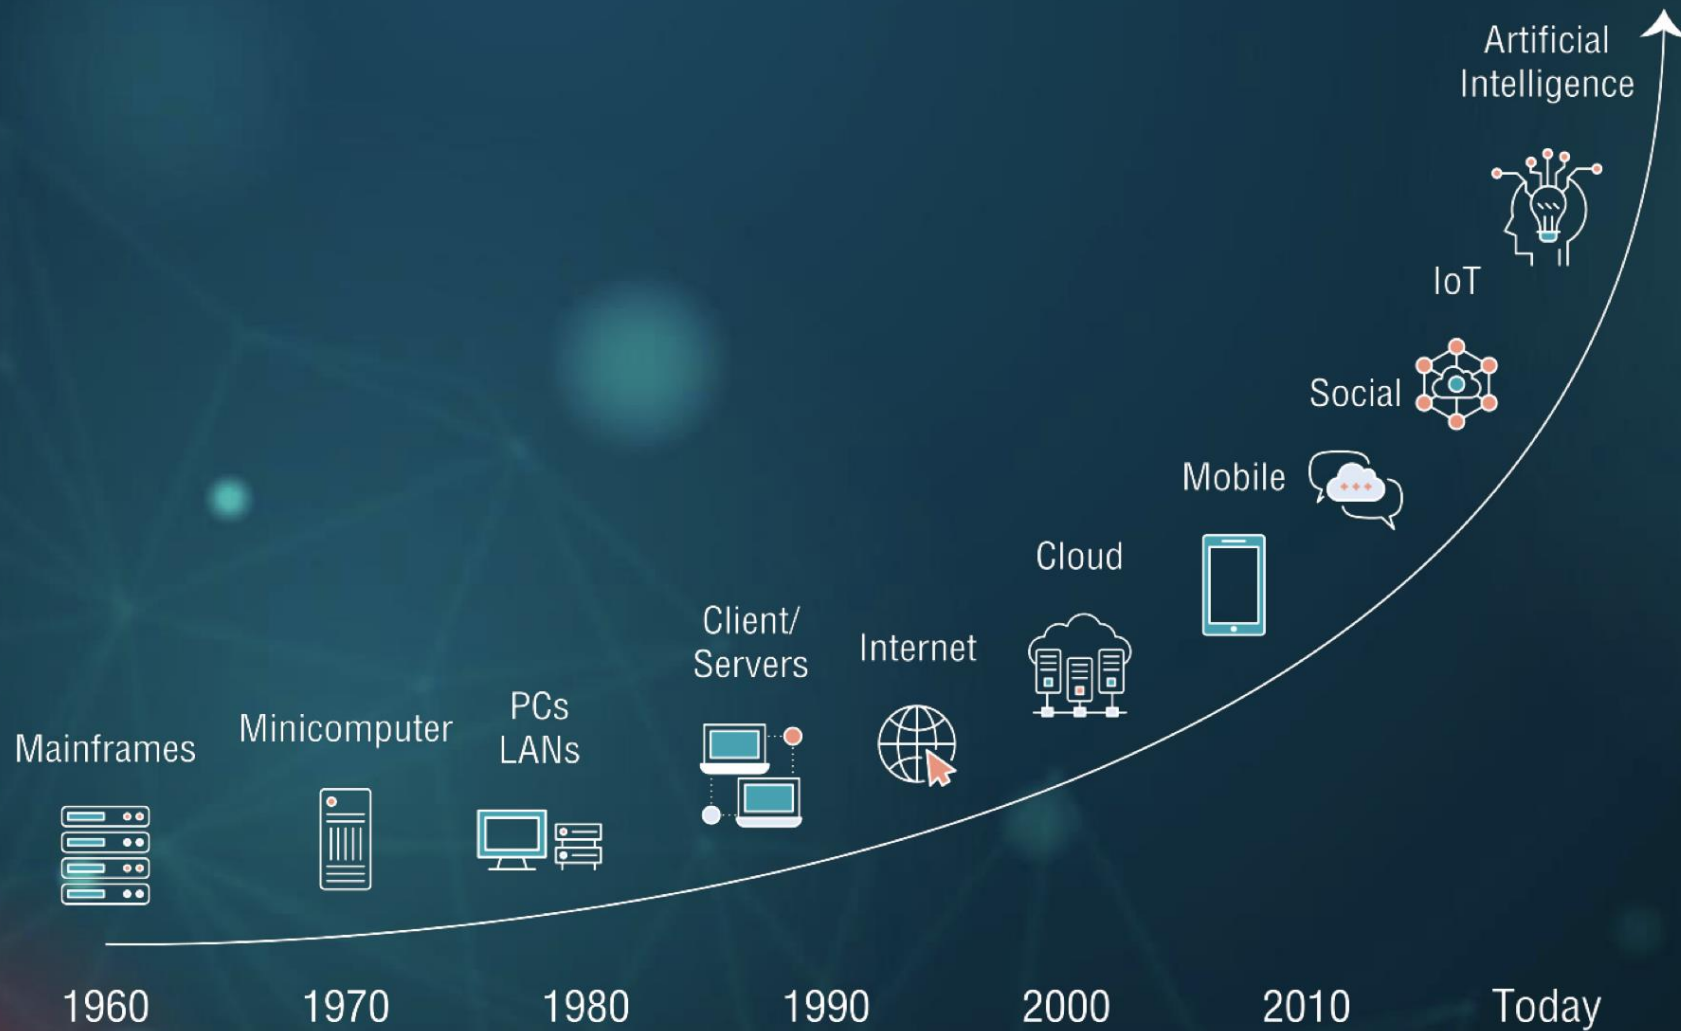 Mainframes
Minicomputer
PCs
LANs
Client/
Servers
Internet
Cloud
Mobile
Social
IoT
Artificial
Intelligence
1960
1970
1980
1990
2000
2010
Today